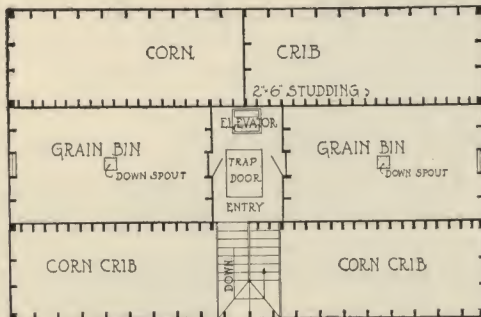 CORN CRIB
2"-6" STUDDING
ELEVATOR
GRAIN BIN
DOWN SPOUT
TRAP
DOOR
ENTRY
GRAIN BIN
DOWN SPOUT
CORN CRIB
DOWN
CORN CRIB